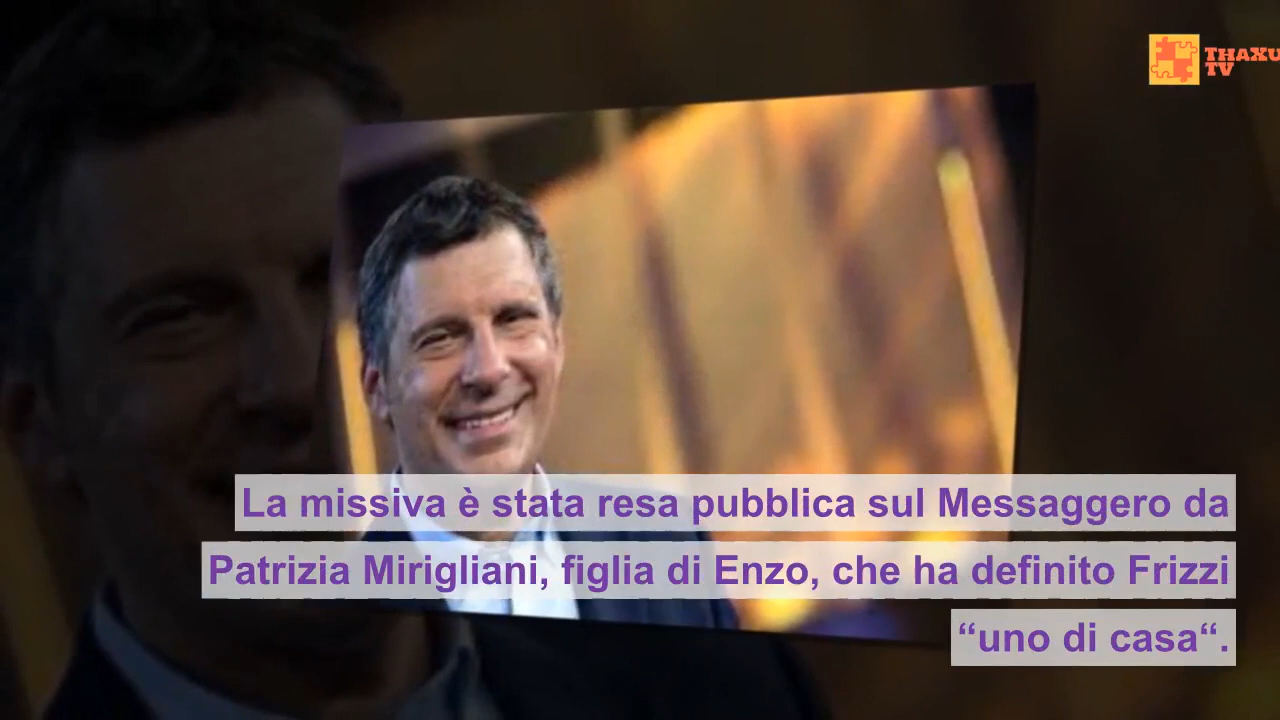 THAXU
TV
La missiva è stata resa pubblica sul Messaggero da
Patrizia Mirigliani, figlia di Enzo, che ha definito Frizzi
“uno di casa“.